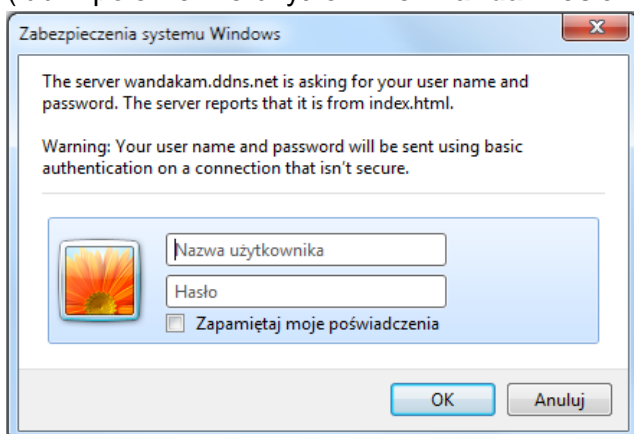 Zabezpieczenia systemu Windows
The server wandakam.ddns.net is asking for your user name and
password. The server reports that it is from index.html.
Warning: Your user name and password will be sent using basic
authentication on a connection that isn't secure.
Nazwa użytkownika
Hasło
Zapamiętaj moje poświadczenia
OK
Anuluj